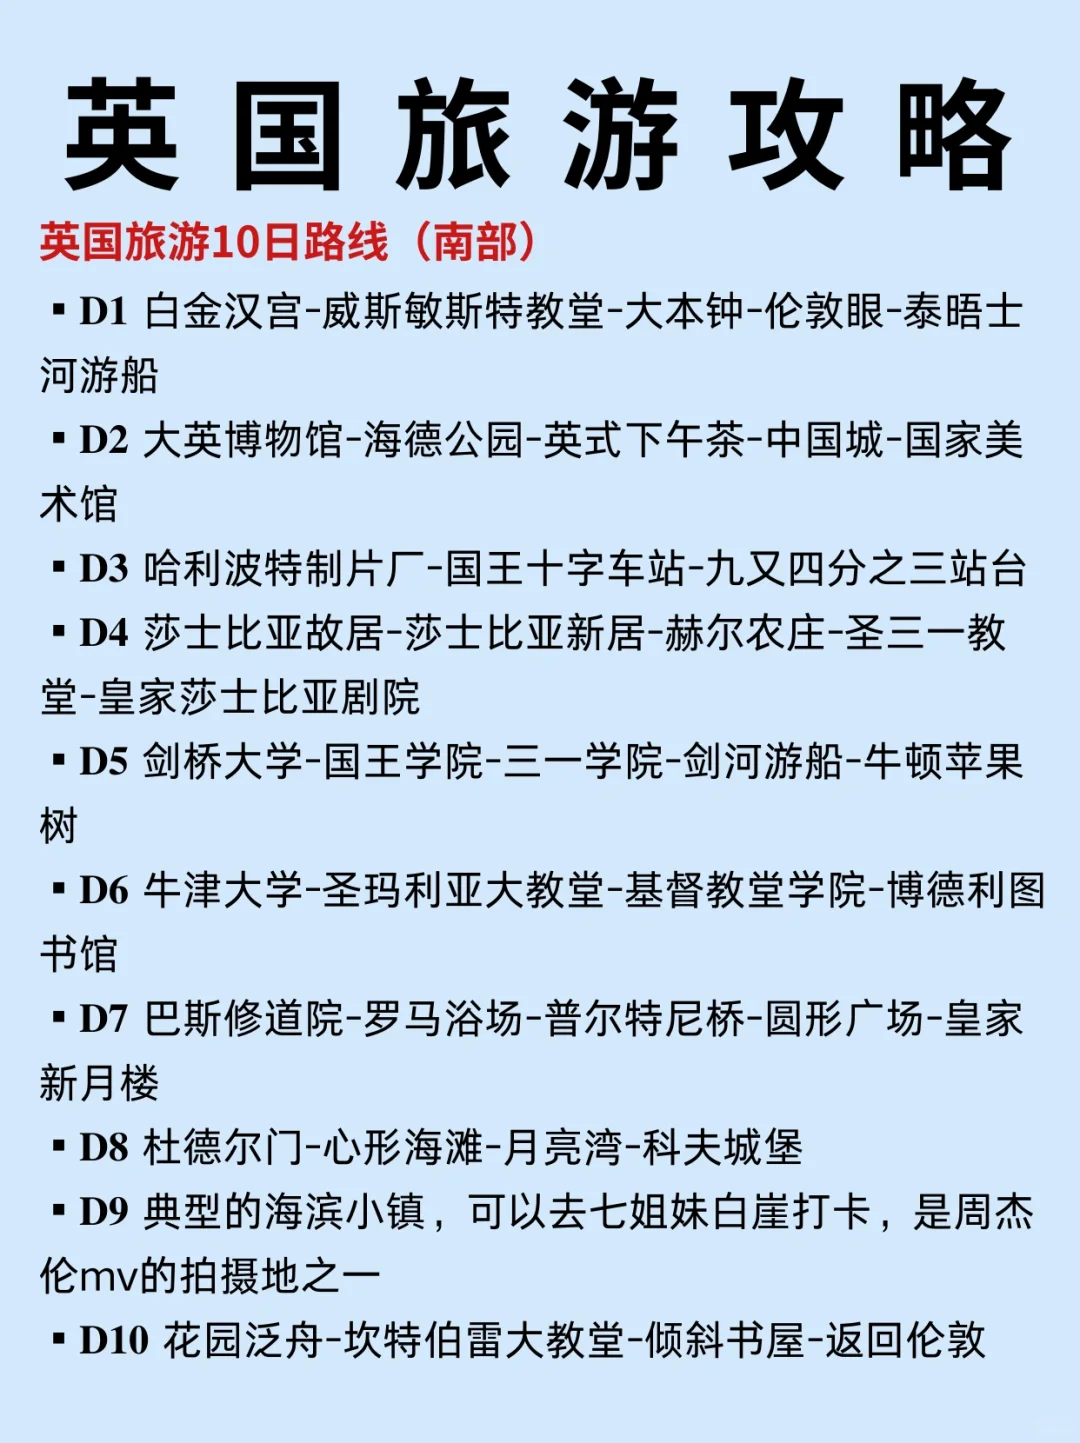 英国旅游攻略
英国旅游10日路线（南部）
▪D1 白金汉宫-威斯敏斯特教堂-大本钟-伦敦眼-泰晤士
河游船
▪D2 大英博物馆-海德公园-英式下午茶-中国城-国家美
术馆
▪D3 哈利波特制片厂-国王十字车站-九又四分之三站台
▪D4 莎士比亚故居-莎士比亚新居-赫尔农庄-圣三一教
堂-皇家莎士比亚剧院
▪D5 剑桥大学-国王学院-三一学院-剑河游船-牛顿苹果
树
▪D6 牛津大学-圣玛利亚大教堂-基督教堂学院-博德利图
书馆
▪D7 巴斯修道院-罗马浴场-普尔特尼桥-圆形广场-皇家
新月楼
▪D8 杜德尔门-心形海滩-月亮湾-科夫城堡
▪D9 典型的海滨小镇，可以去七姐妹白崖打卡，是周杰
伦mv的拍摄地之一
▪D10 花园泛舟-坎特伯雷大教堂-倾斜书屋-返回伦敦